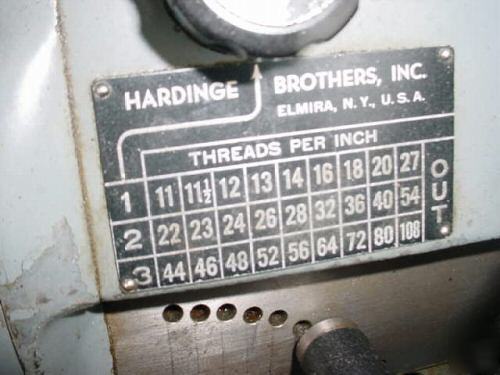 HARDINGE BROTHERS, INC.
ELMIRA, N. Y., U. S. A.
THREADS PER INCH
1 11 11½ 12 13 14 16 18 20 27
2 22 23 24 26 28 32 36 40 54
3 44 46 48 52 56 64 72 80 108
OUT